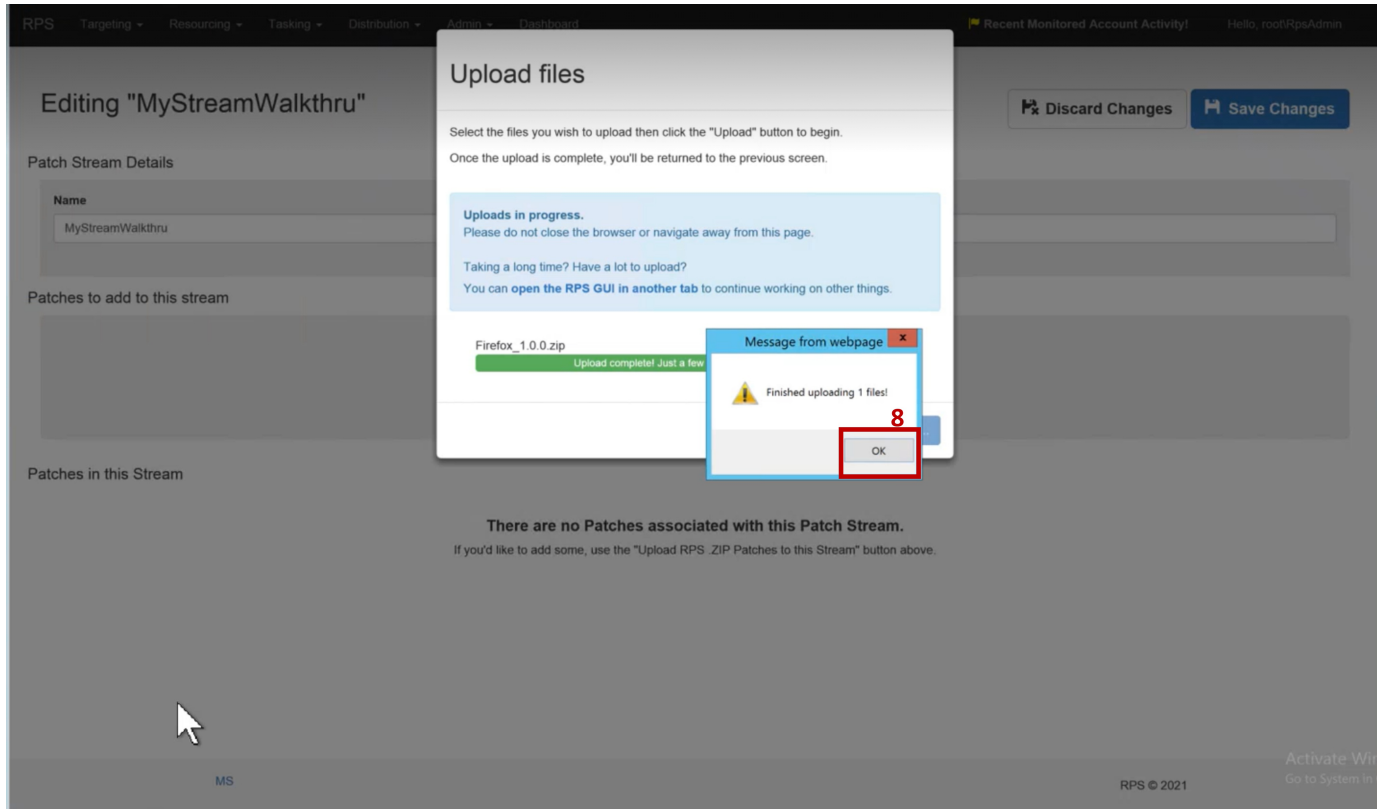 RPS Targeting Resourcing Tasking Distribution Admin Dashboard Recent Monitored Account Activity! Hello, root\RpsAdmin
Upload files
Editing "MyStreamWalkthru"
Discard Changes Save Changes
Select the files you wish to upload then click the "Upload" button to begin.
Once the upload is complete, you'll be returned to the previous screen.
Patch Stream Details
Name
MyStreamWalkthru
Uploads in progress.
Please do not close the browser or navigate away from this page.
Taking a long time? Have a lot to upload?
You can open the RPS GUI in another tab to continue working on other things.
Patches to add to this stream
Firefox_1.0.0.zip
Upload complete! Just a few
Message from webpage x
Finished uploading 1 files!
8
OK
Patches in this Stream
There are no Patches associated with this Patch Stream.
If you'd like to add some, use the "Upload RPS .ZIP Patches to this Stream" button above.
MS
RPS © 2021
Activate Wi
Go to System in